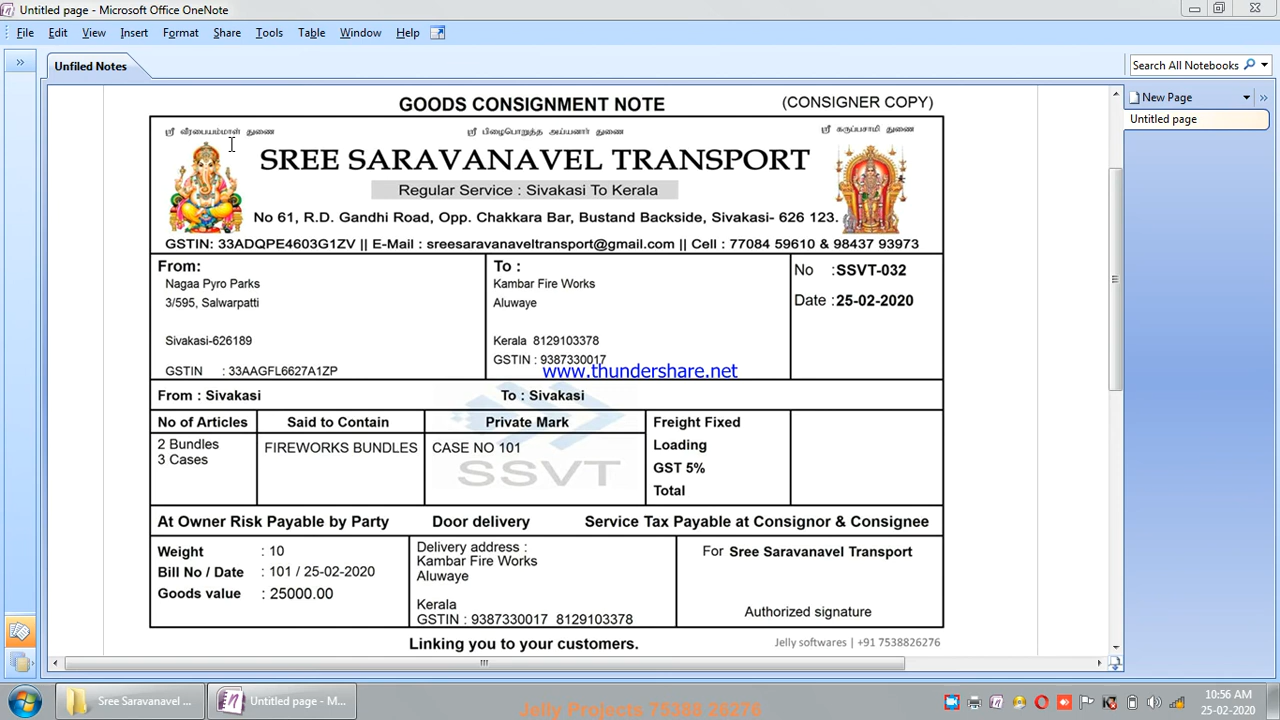 Untitled page - Microsoft Office OneNote
File Edit View Insert Format Share Tools Table Window Help
Unfiled Notes
Search All Notebooks
New Page
Untitled page
GOODS CONSIGNMENT NOTE
(CONSIGNER COPY)
ஸ்ரீ வீரபையம்மாள் துணை
ஸ்ரீ பிழைபொறுத்த அய்யனார் துணை
ஸ்ரீ கருப்பசாமி துணை
SREE SARAVANAVEL TRANSPORT
Regular Service : Sivakasi To Kerala
No 61, R.D. Gandhi Road, Opp. Chakkara Bar, Bustand Backside, Sivakasi- 626 123.
GSTIN: 33ADQPE4603G1ZV || E-Mail : sreesaravanaveltransport@gmail.com || Cell : 77084 59610 & 98437 93973
From:
Nagaa Pyro Parks
3/595, Salwarpatti
Sivakasi-626189
GSTIN : 33AAGFL6627A1ZP
To :
Kambar Fire Works
Aluwaye
Kerala 8129103378
GSTIN : 9387330017
www.thundershare.net
No :SSVT-032
Date :25-02-2020
From : Sivakasi
To : Sivakasi
No of Articles Said to Contain Private Mark
2 Bundles
3 Cases
FIREWORKS BUNDLES
CASE NO 101
SSVT
Freight Fixed
Loading
GST 5%
Total
At Owner Risk Payable by Party Door delivery Service Tax Payable at Consignor & Consignee
Weight : 10
Bill No / Date : 101 / 25-02-2020
Goods value : 25000.00
Delivery address :
Kambar Fire Works
Aluwaye
Kerala
GSTIN : 9387330017 8129103378
For Sree Saravanavel Transport
Authorized signature
Linking you to your customers.
Jelly softwares | +91 7538826276
Sree Saravanavel ...
Untitled page - M...
Jelly Projects 75388 26276
10:56 AM
25-02-2020